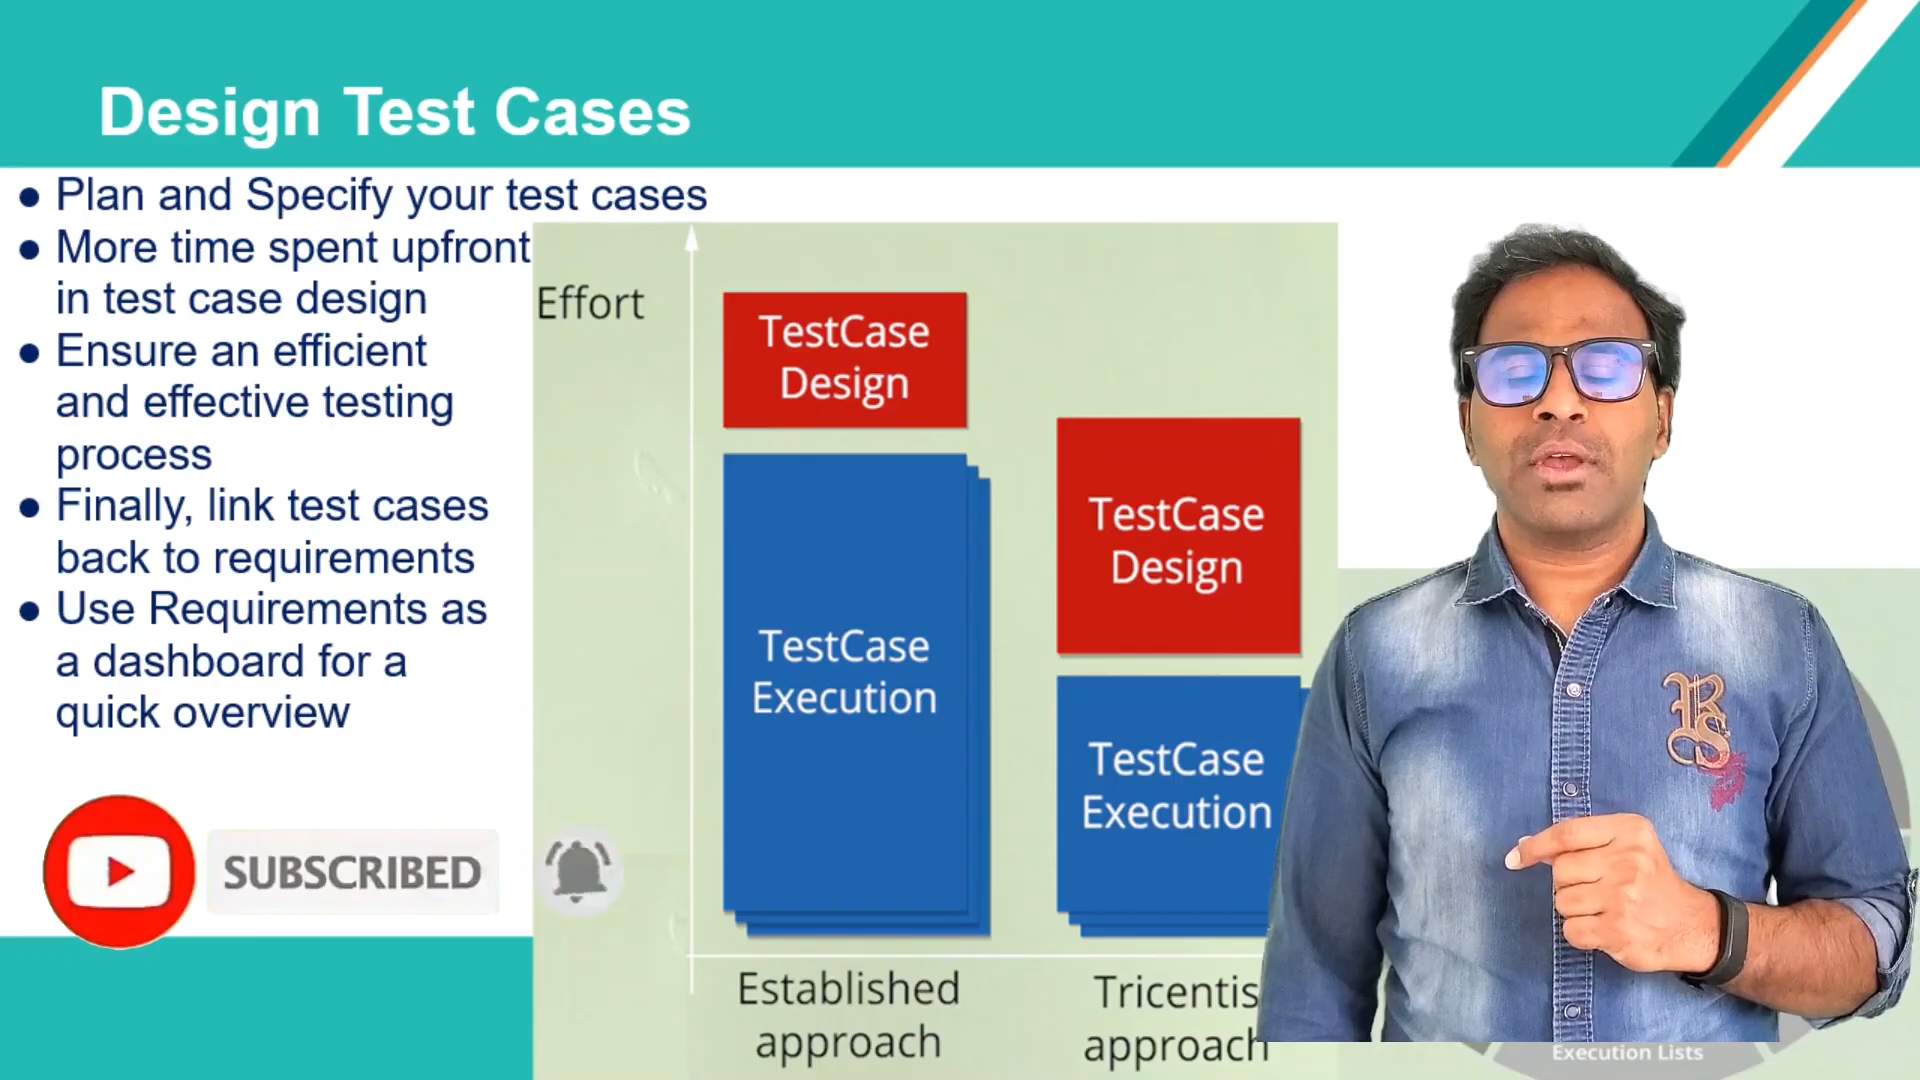 Design Test Cases
● Plan and Specify your test cases
● More time spent upfront
in test case design
● Ensure an efficient
and effective testing
process
● Finally, link test cases
back to requirements
● Use Requirements as
a dashboard for a
quick overview
SUBSCRIBED
Effort
TestCase
Design
TestCase
Execution
Established
approach
TestCase
Design
TestCase
Execution
Tricentis
approach
BS
Execution Lists